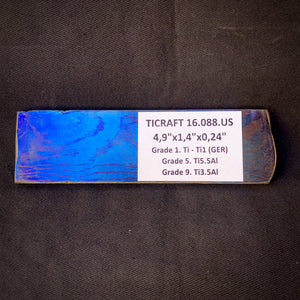 TICRAFT 16.088.US
4,9"x1,4"x0,24"
Grade 1. Ti - Ti1 (GER)
Grade 5. Ti5.5Al
Grade 9. Ti3.5Al